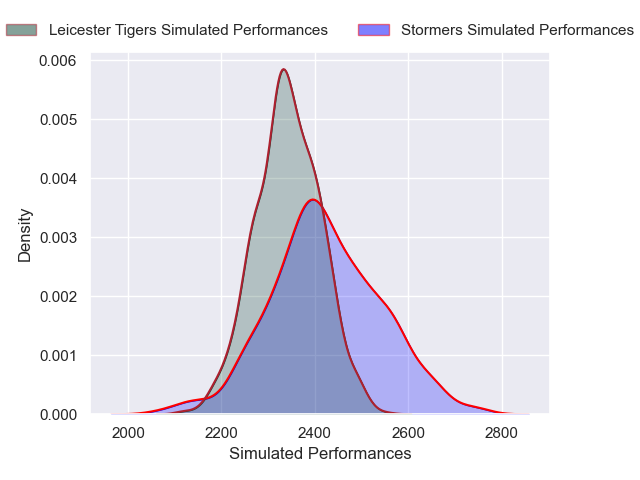 Leicester Tigers Simulated Performances Stormers Simulated Performances
0.006
0.005
0.004
0.003
0.002
0.001
0.000
Density
2000 2200 2400 2600 2800
Simulated Performances